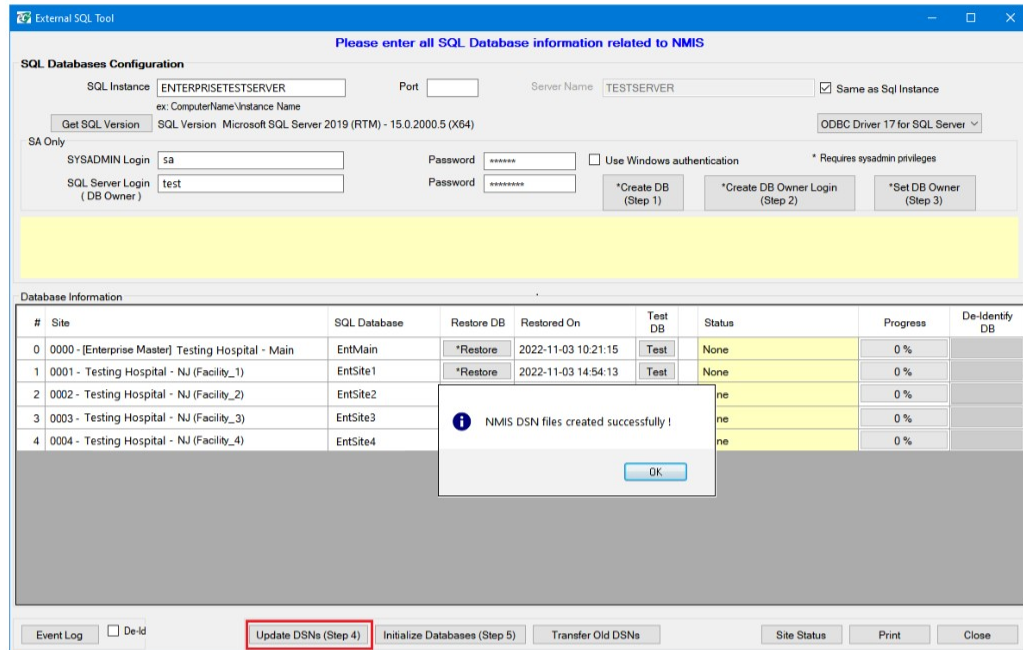 External SQL Tool
Please enter all SQL Database information related to NMIS
SQL Databases Configuration
SQL Instance ENTERPRISETESTSERVER Port Server Name TESTSERVER Same as Sql Instance
ex: ComputerName\Instance Name
Get SQL Version SQL Version Microsoft SQL Server 2019 (RTM) - 15.0.2000.5 (X64) ODBC Driver 17 for SQL Server
SA Only
SYSADMIN Login sa Password ****** Use Windows authentication * Requires sysadmin privileges
SQL Server Login test Password ********
( DB Owner )
*Create DB
(Step 1)
*Create DB Owner Login
(Step 2)
*Set DB Owner
(Step 3)
Database Information
# Site SQL Database Restore DB Restored On Test DB Status Progress De-Identify DB
0 0000 - [Enterprise Master] Testing Hospital - Main EntMain *Restore 2022-11-03 10:21:15 Test None 0 %
1 0001 - Testing Hospital - NJ (Facility_1) EntSite1 *Restore 2022-11-03 14:54:13 Test None 0 %
2 0002 - Testing Hospital - NJ (Facility_2) EntSite2 0 %
3 0003 - Testing Hospital - NJ (Facility_3) EntSite3 0 %
4 0004 - Testing Hospital - NJ (Facility_4) EntSite4 0 %
NMIS DSN files created successfully !
OK
Event Log De-Id Update DSNs (Step 4) Initialize Databases (Step 5) Transfer Old DSNs Site Status Print Close